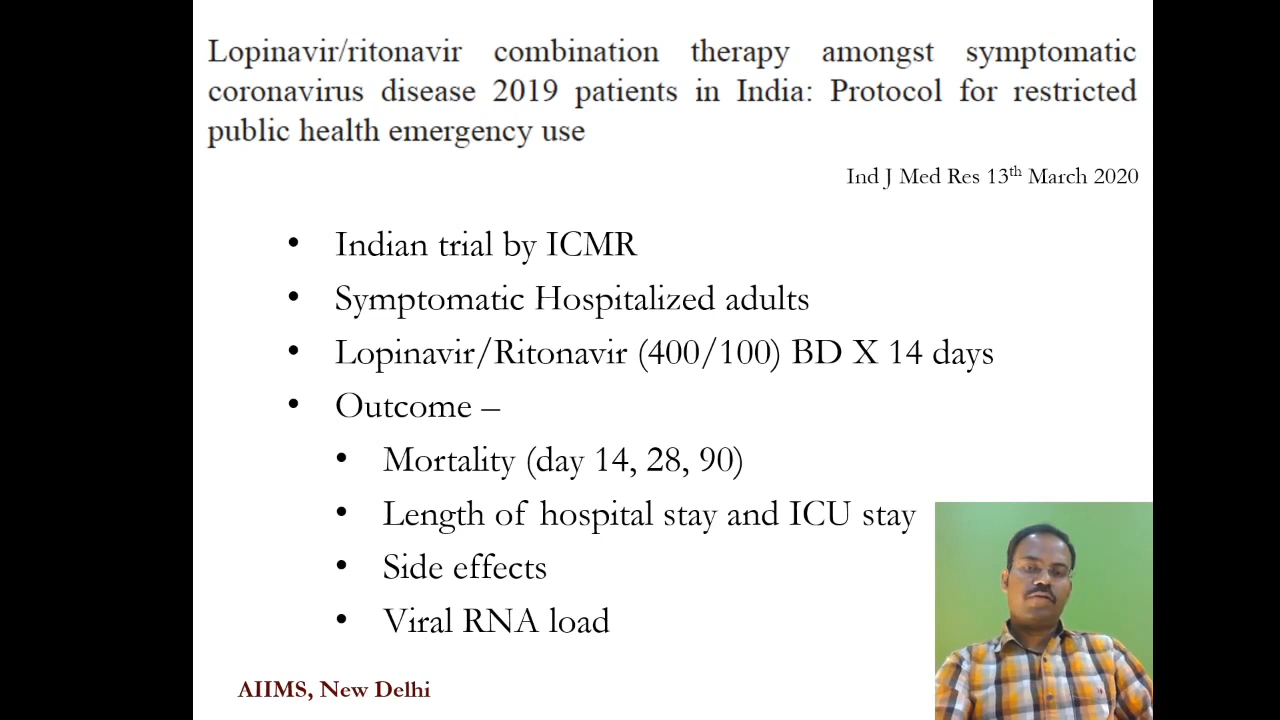 Lopinavir/ritonavir combination therapy amongst symptomatic
coronavirus disease 2019 patients in India: Protocol for restricted
public health emergency use
Ind J Med Res 13th March 2020
• Indian trial by ICMR
• Symptomatic Hospitalized adults
• Lopinavir/Ritonavir (400/100) BD X 14 days
• Outcome –
• Mortality (day 14, 28, 90)
• Length of hospital stay and ICU stay
• Side effects
• Viral RNA load
AIIMS, New Delhi